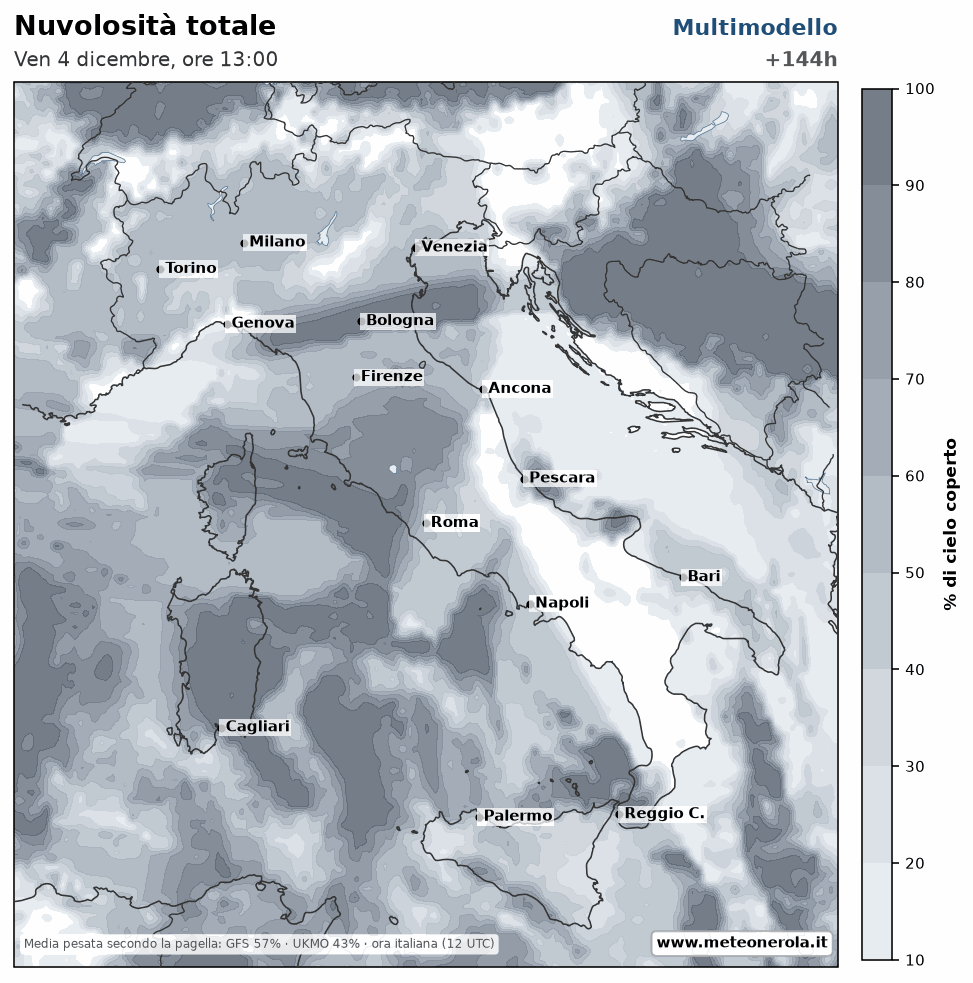 Nuvolosità totale
Multimodello
Ven 4 dicembre, ore 13:00
+144h
100
90
80
70
60
50
40
30
20
10
% di cielo coperto
Milano
Venezia
Torino
Genova
Bologna
Firenze
Ancona
Pescara
Roma
Bari
Napoli
Cagliari
Palermo
Reggio C.
Media pesata secondo la pagella: GFS 57% · UKMO 43% · ora italiana (12 UTC)
www.meteonerola.it